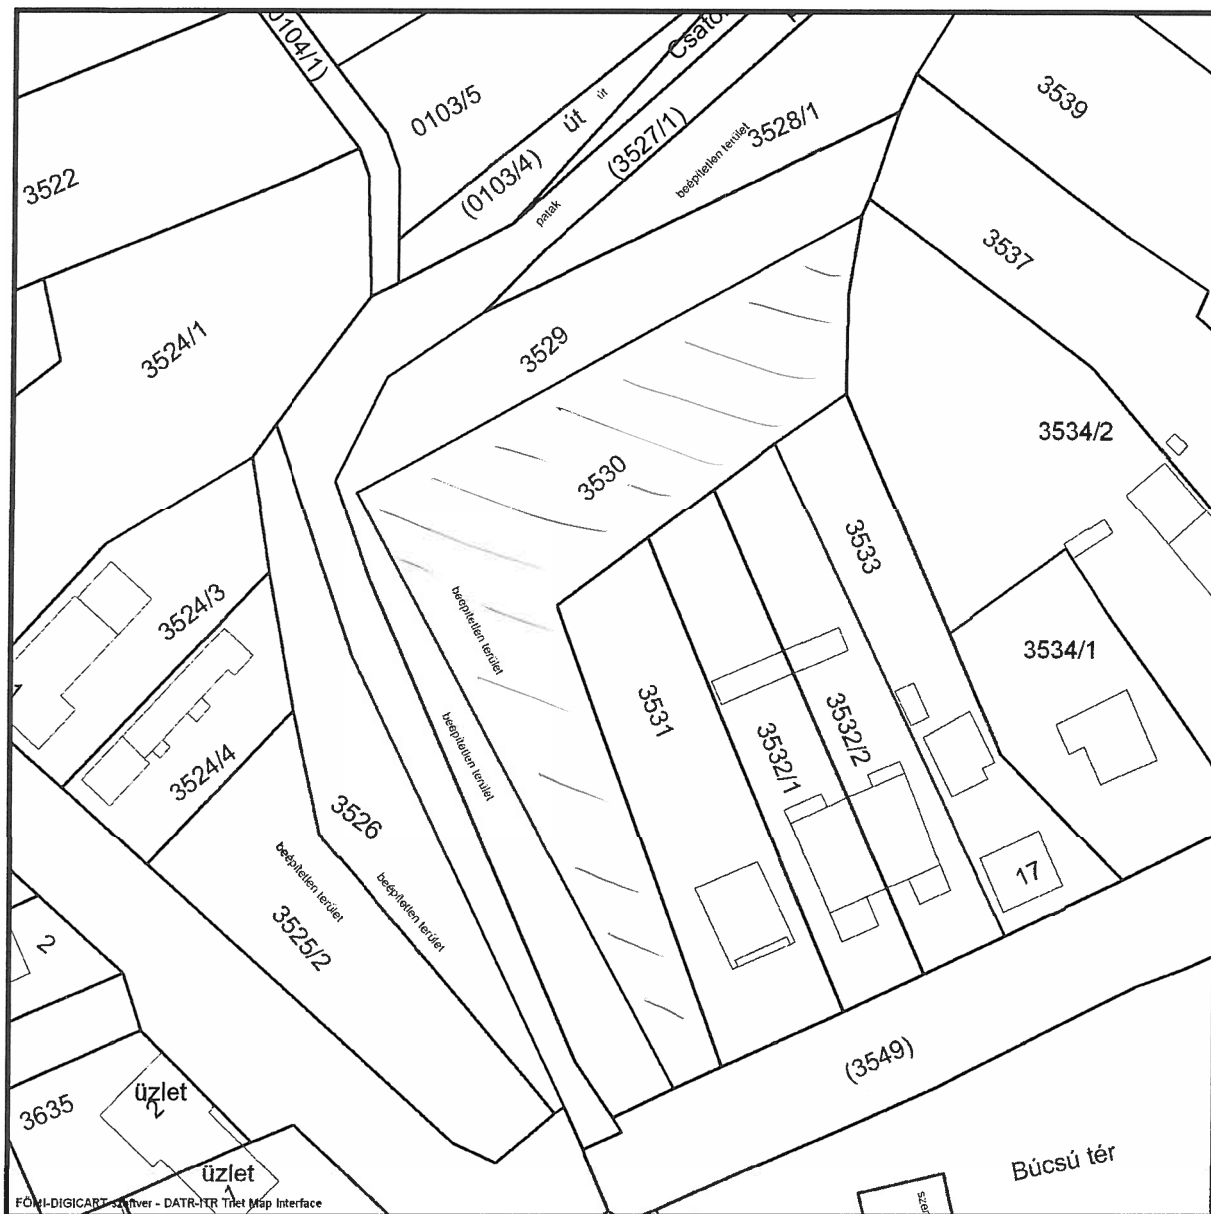 0104/1)
0103/5
út
út
3539
3528/1
beépítetlen terület
(3527/1)
(0103/4)
patak
3522
3537
3524/1
3529
3534/2
3530
3533
3524/3
beépítetlen terület
3534/1
3531
3532/2
3532/1
beépítetlen terület
3524/4
3526
beépítetlen terület
beépítetlen terület
3525/2
17
2
(3549)
3635
üzlet
2
üzlet
1
Búcsú tér
FÖMI-DIGICART szerver - DATR-ITR Tnet Map Interface